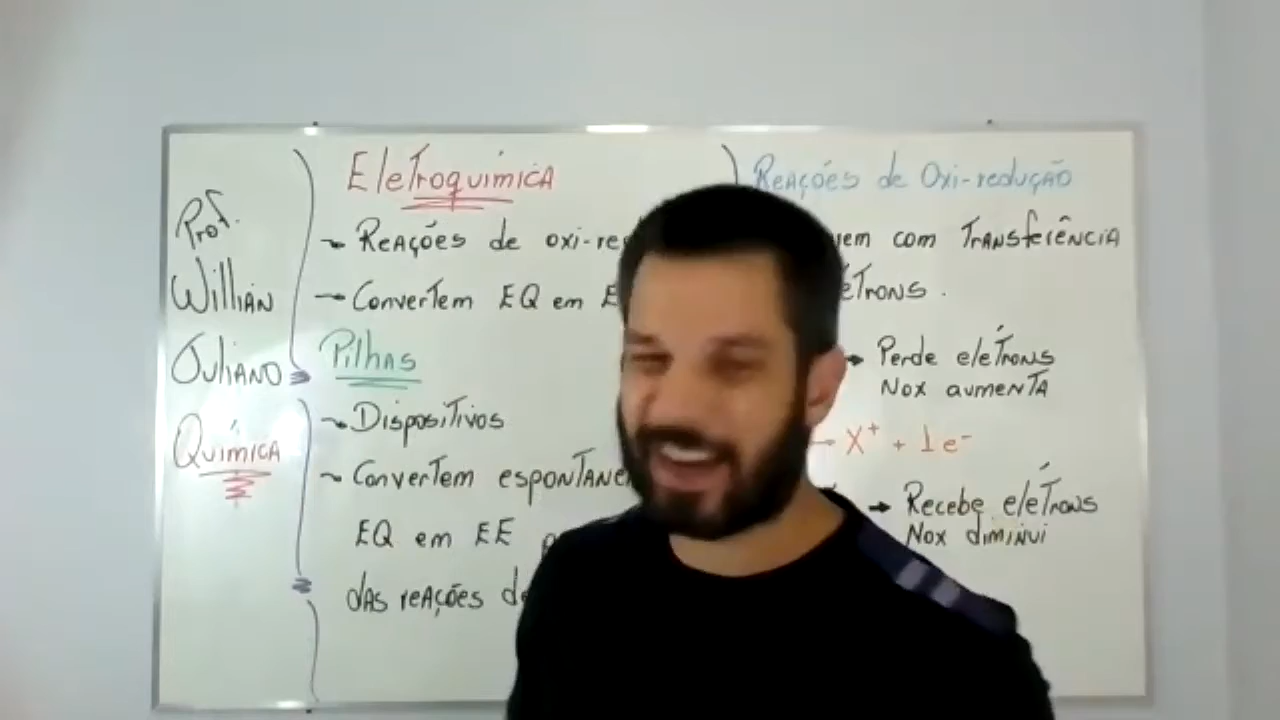 Prof.
Willian
Juliano
Química
Eletroquímica
Reações de oxi-re
Convertem EQ em E
Pilhas
Dispositivos
Convertem espontane
EQ em EE
das reações de
Reações de Oxi-redução
em com Transferência
étrons.
Perde elétrons
Nox aumenta
X⁺ + 1e⁻
Recebe elétrons
Nox diminui